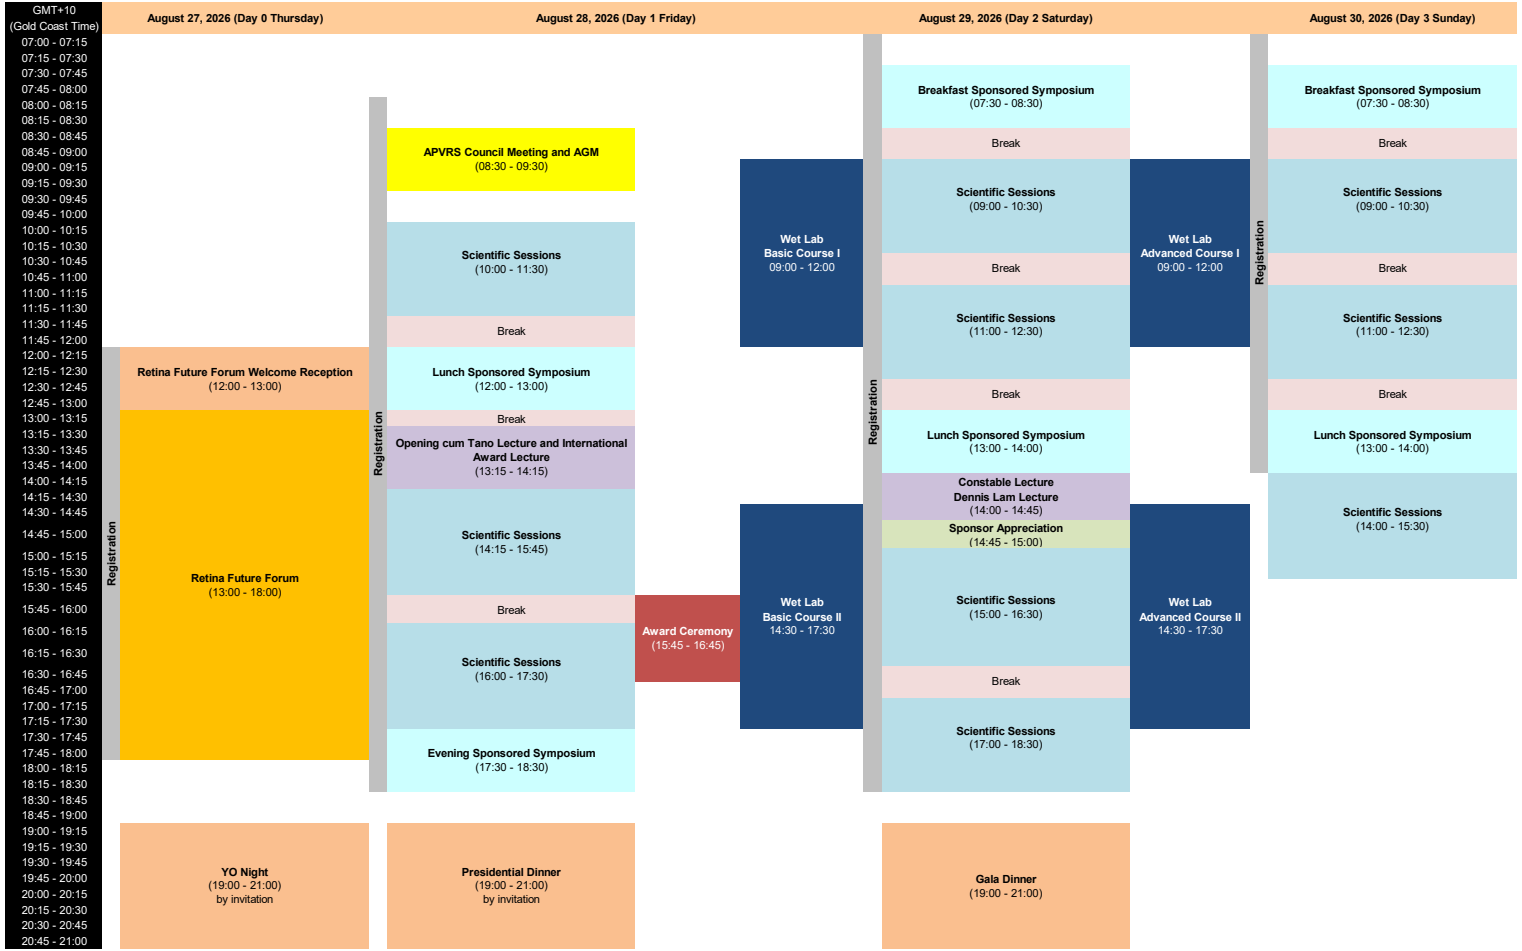 GMT+10
(Gold Coast Time)
August 27, 2026 (Day 0 Thursday)
August 28, 2026 (Day 1 Friday)
August 29, 2026 (Day 2 Saturday)
August 30, 2026 (Day 3 Sunday)
07:00 - 07:15
07:15 - 07:30
07:30 - 07:45
07:45 - 08:00
08:00 - 08:15
08:15 - 08:30
08:30 - 08:45
08:45 - 09:00
09:00 - 09:15
09:15 - 09:30
09:30 - 09:45
09:45 - 10:00
10:00 - 10:15
10:15 - 10:30
10:30 - 10:45
10:45 - 11:00
11:00 - 11:15
11:15 - 11:30
11:30 - 11:45
11:45 - 12:00
12:00 - 12:15
12:15 - 12:30
12:30 - 12:45
12:45 - 13:00
13:00 - 13:15
13:15 - 13:30
13:30 - 13:45
13:45 - 14:00
14:00 - 14:15
14:15 - 14:30
14:30 - 14:45
14:45 - 15:00
15:00 - 15:15
15:15 - 15:30
15:30 - 15:45
15:45 - 16:00
16:00 - 16:15
16:15 - 16:30
16:30 - 16:45
16:45 - 17:00
17:00 - 17:15
17:15 - 17:30
17:30 - 17:45
17:45 - 18:00
18:00 - 18:15
18:15 - 18:30
18:30 - 18:45
18:45 - 19:00
19:00 - 19:15
19:15 - 19:30
19:30 - 19:45
19:45 - 20:00
20:00 - 20:15
20:15 - 20:30
20:30 - 20:45
20:45 - 21:00
Registration
Retina Future Forum Welcome Reception
(12:00 - 13:00)
Retina Future Forum
(13:00 - 18:00)
YO Night
(19:00 - 21:00)
by invitation
Registration
APVRS Council Meeting and AGM
(08:30 - 09:30)
Scientific Sessions
(10:00 - 11:30)
Break
Lunch Sponsored Symposium
(12:00 - 13:00)
Break
Opening cum Tano Lecture and International
Award Lecture
(13:15 - 14:15)
Scientific Sessions
(14:15 - 15:45)
Break
Scientific Sessions
(16:00 - 17:30)
Evening Sponsored Symposium
(17:30 - 18:30)
Presidential Dinner
(19:00 - 21:00)
by invitation
Award Ceremony
(15:45 - 16:45)
Wet Lab
Basic Course I
09:00 - 12:00
Wet Lab
Basic Course II
14:30 - 17:30
Registration
Breakfast Sponsored Symposium
(07:30 - 08:30)
Break
Scientific Sessions
(09:00 - 10:30)
Break
Scientific Sessions
(11:00 - 12:30)
Break
Lunch Sponsored Symposium
(13:00 - 14:00)
Constable Lecture
Dennis Lam Lecture
(14:00 - 14:45)
Sponsor Appreciation
(14:45 - 15:00)
Scientific Sessions
(15:00 - 16:30)
Break
Scientific Sessions
(17:00 - 18:30)
Gala Dinner
(19:00 - 21:00)
Wet Lab
Advanced Course I
09:00 - 12:00
Wet Lab
Advanced Course II
14:30 - 17:30
Registration
Breakfast Sponsored Symposium
(07:30 - 08:30)
Break
Scientific Sessions
(09:00 - 10:30)
Break
Scientific Sessions
(11:00 - 12:30)
Break
Lunch Sponsored Symposium
(13:00 - 14:00)
Scientific Sessions
(14:00 - 15:30)